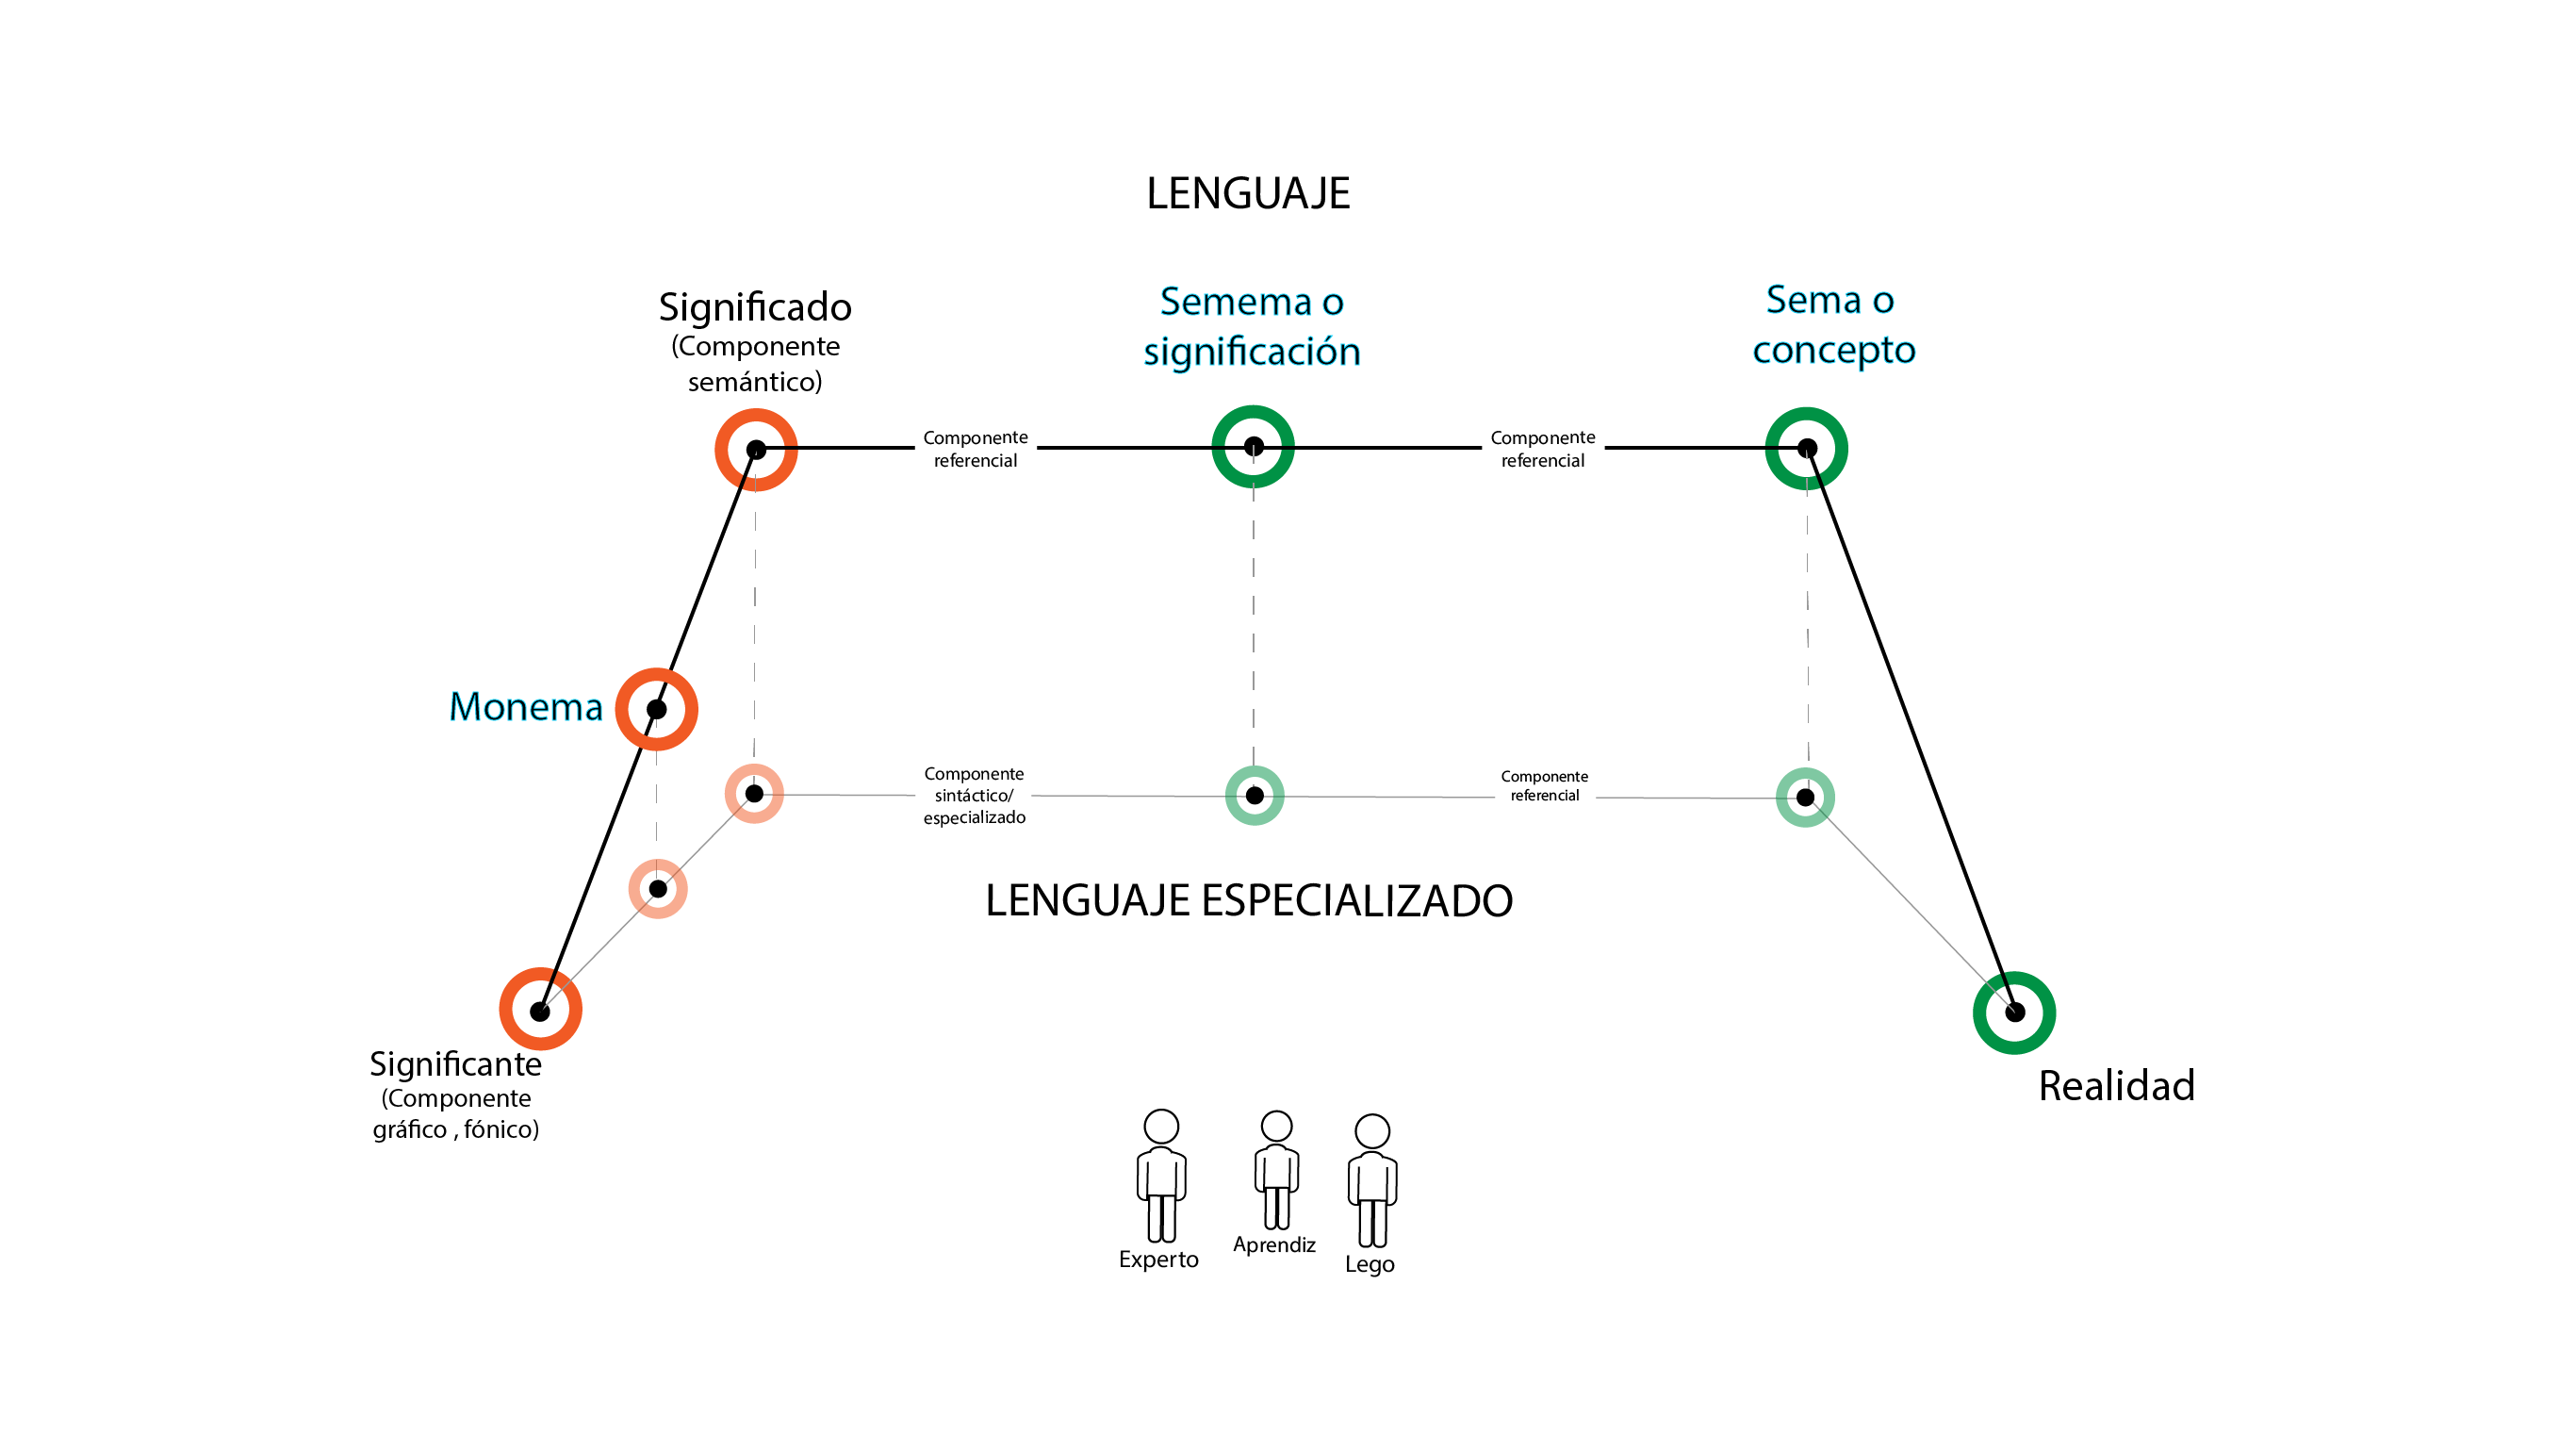 LENGUAJE
Significado
(Componente
semántico)
Semema o
significación
Sema o
concepto
Componente
referencial
Componente
referencial
Monema
Componente
sintáctico/
especializado
Componente
referencial
LENGUAJE ESPECIALIZADO
Significante
(Componente
gráfico , fónico)
Realidad
Experto
Aprendiz
Lego